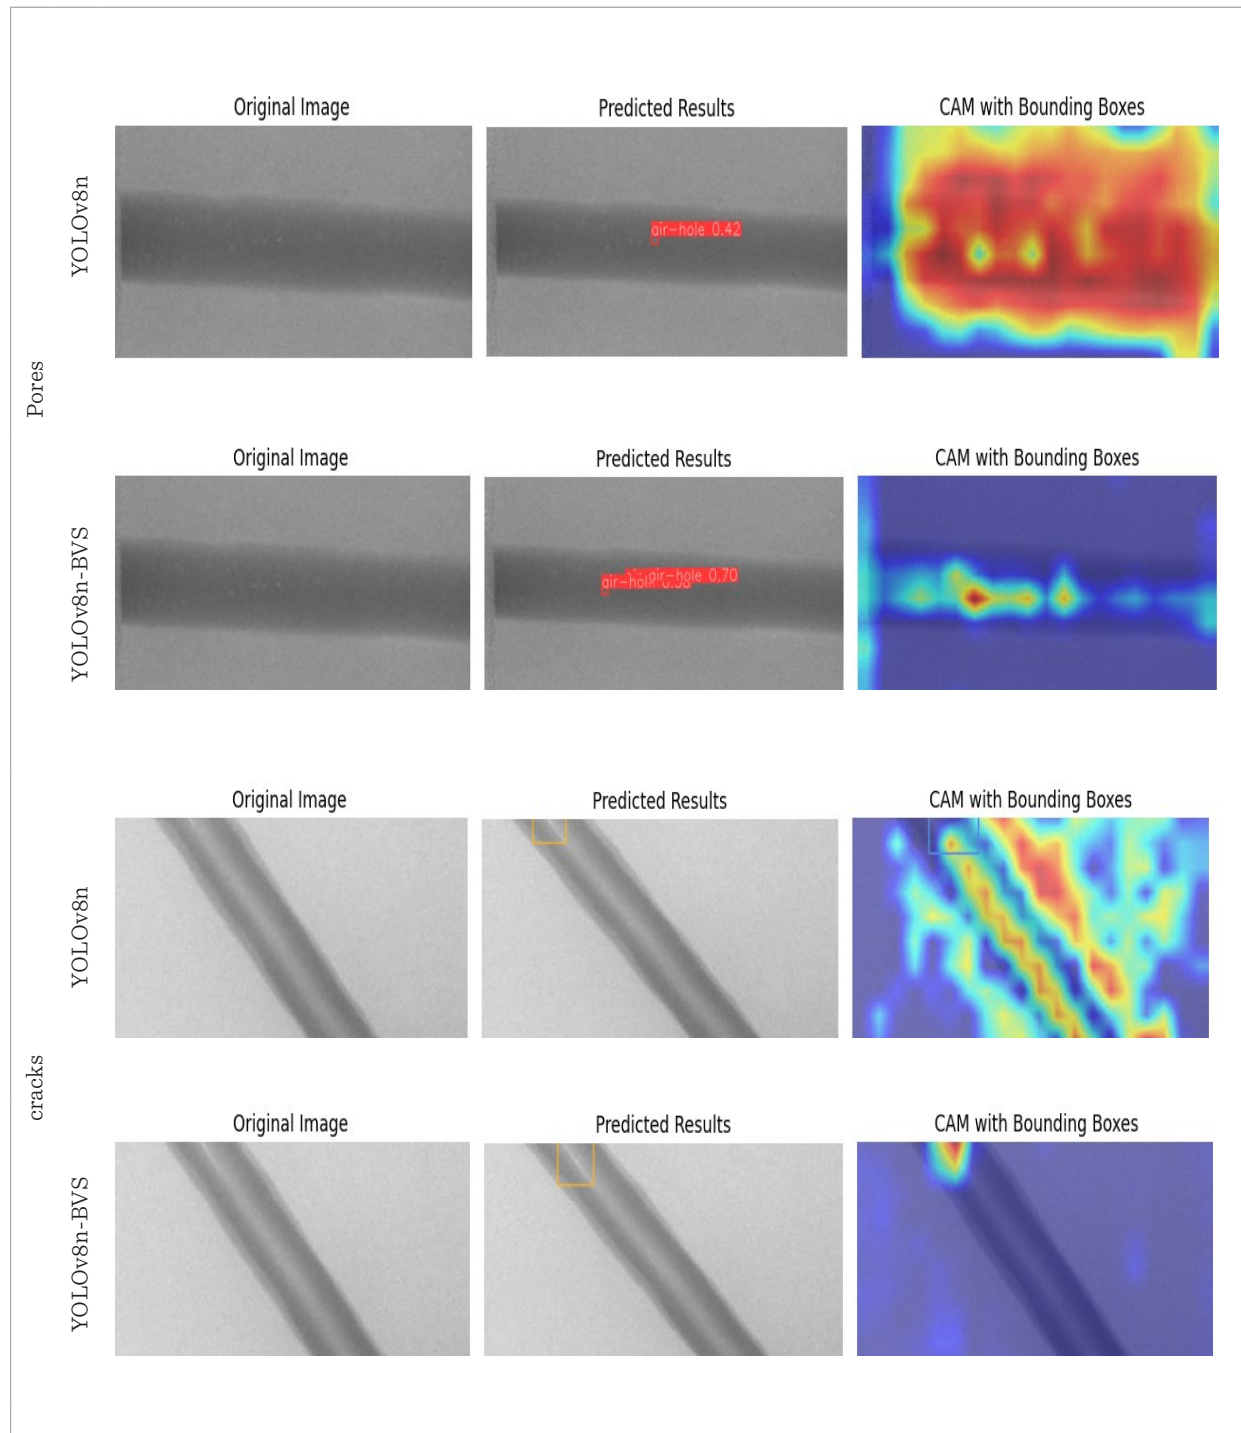 Pores
YOLOv8n
Original Image
Predicted Results
CAM with Bounding Boxes
air-hole 0.42
YOLOv8n-BVS
Original Image
Predicted Results
CAM with Bounding Boxes
air-hole 0.70
air-hole
cracks
YOLOv8n
Original Image
Predicted Results
CAM with Bounding Boxes
YOLOv8n-BVS
Original Image
Predicted Results
CAM with Bounding Boxes